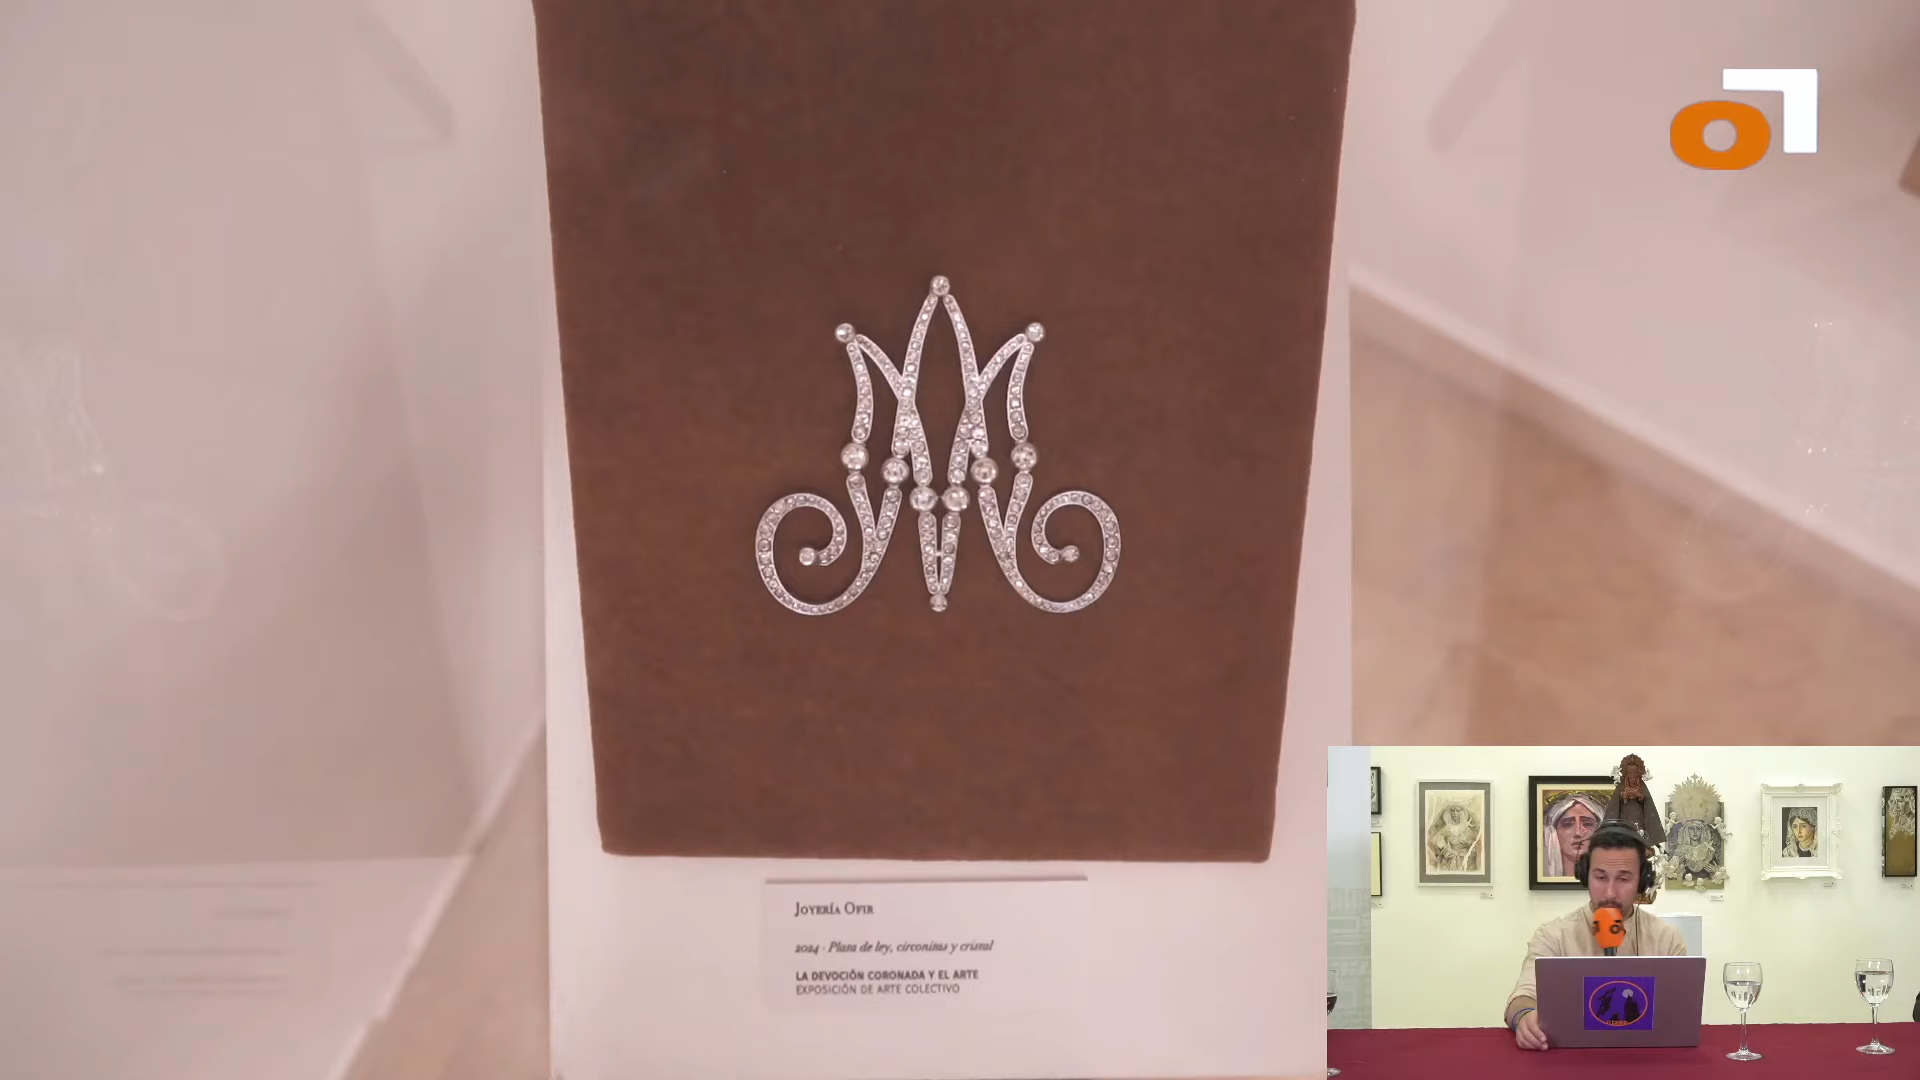 JOYERÍA OFIR
2024 · Plata de ley, circonitas y cristal
LA DEVOCIÓN CORONADA Y EL ARTE
EXPOSICIÓN DE ARTE COLECTIVO